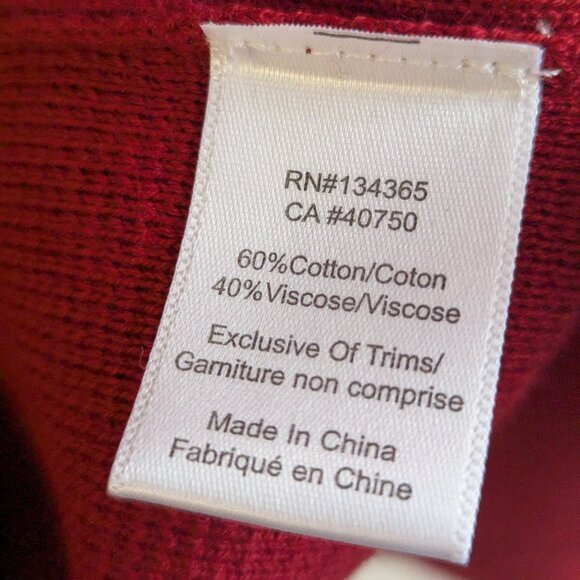 RN#134365
CA #40750
60%Cotton/Coton
40%Viscose/Viscose
Exclusive Of Trims/
Garniture non comprise
Made In China
Fabriqué en Chine